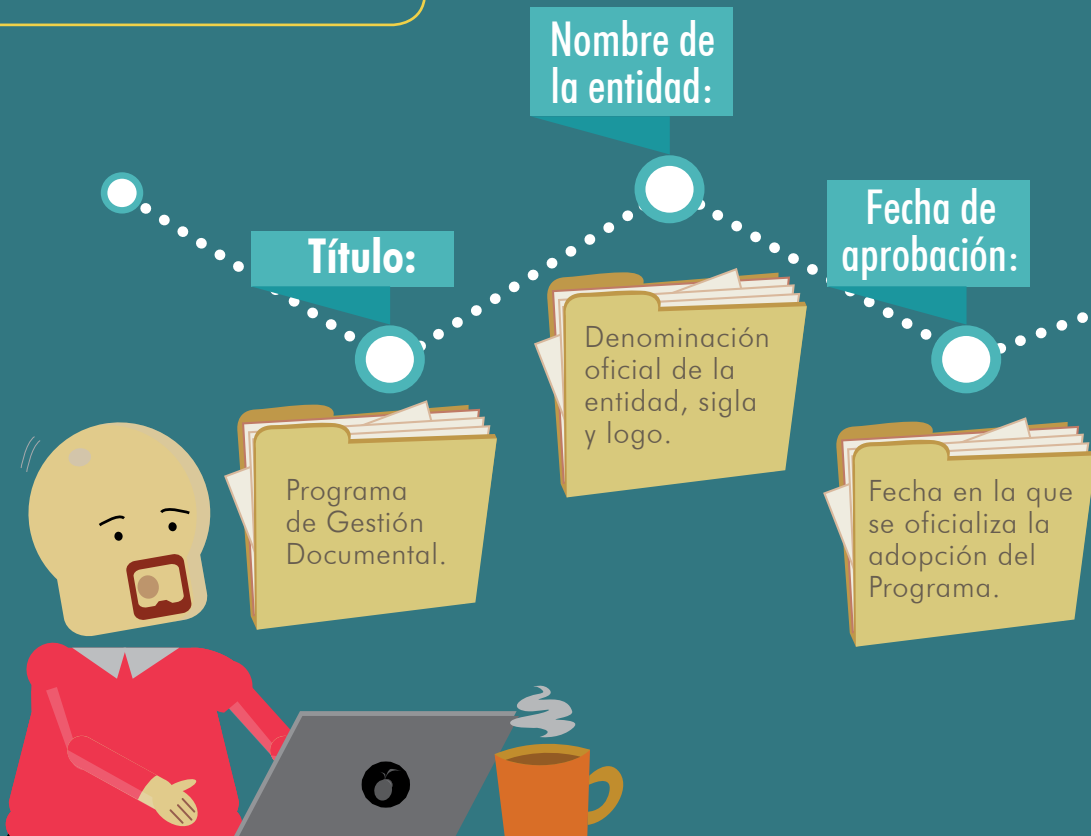 Título:
Programa
de Gestión
Documental.
Nombre de
la entidad:
Denominación
oficial de la
entidad, sigla
y logo.
Fecha de
aprobación:
Fecha en la que
se oficializa la
adopción del
Programa.